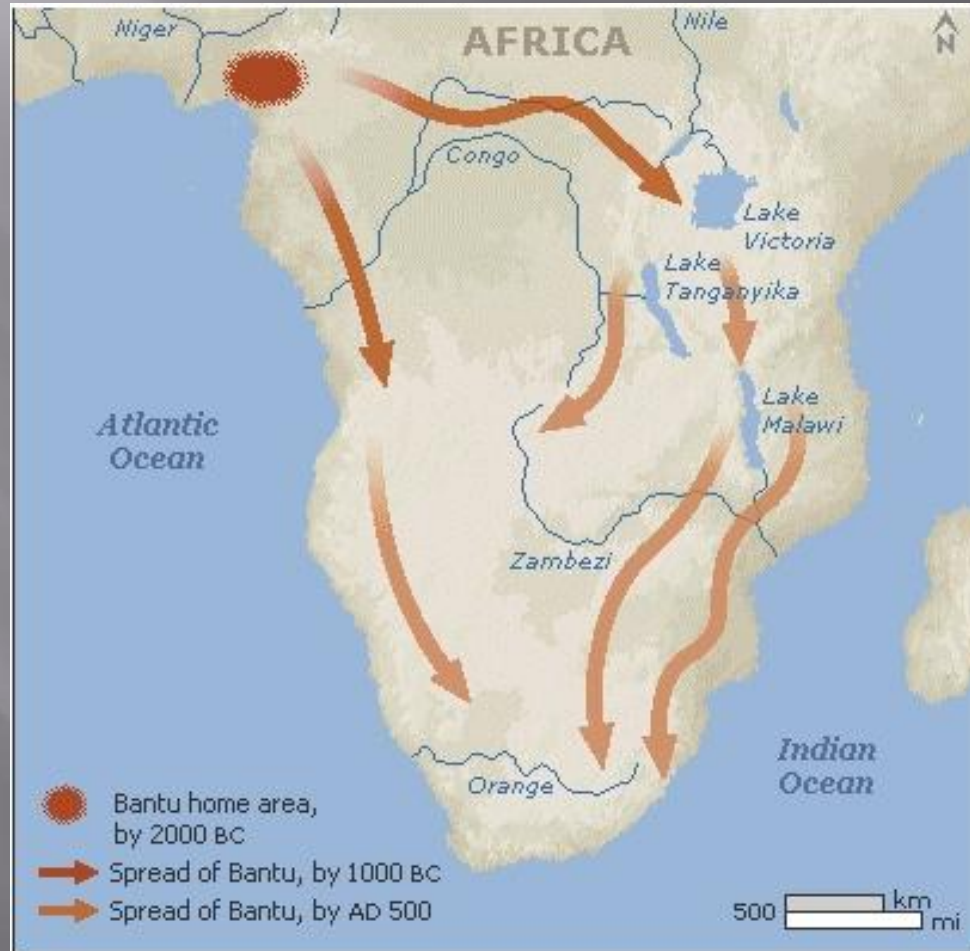 Niger
AFRICA
Nile
N
Congo
Lake
Victoria
Lake
Tanganyika
Atlantic
Ocean
Lake
Malawi
Zambezi
Indian
Ocean
Orange
Bantu home area,
by 2000 BC
Spread of Bantu, by 1000 BC
Spread of Bantu, by AD 500
500 km
mi